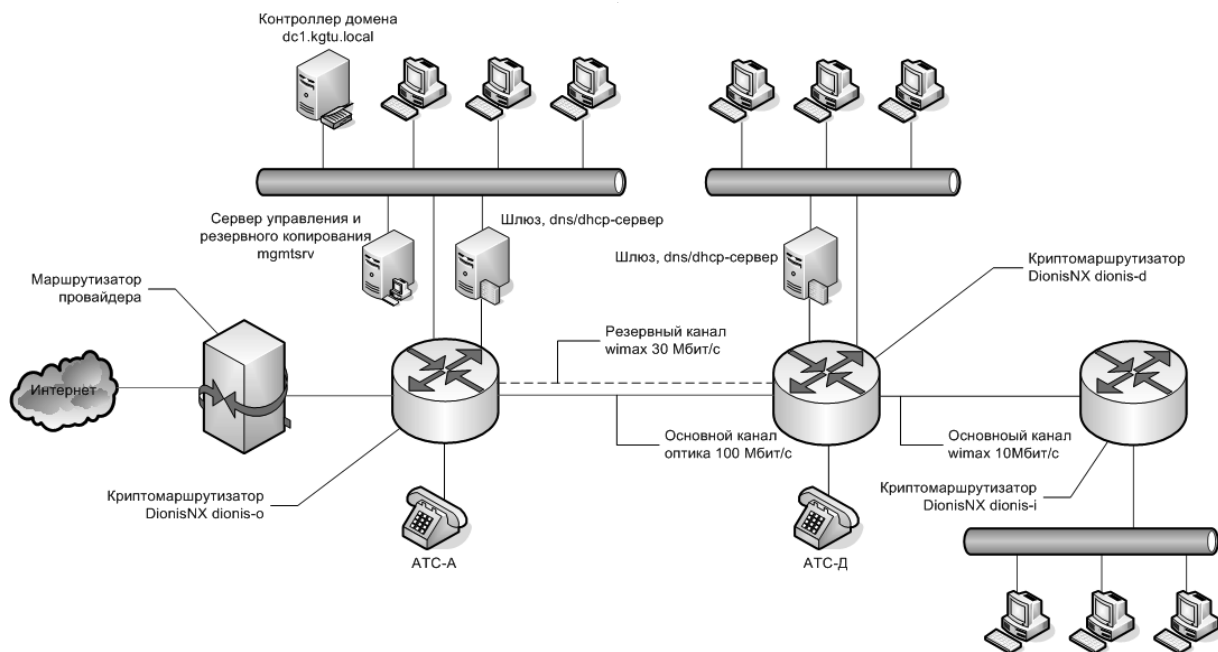 Контроллер домена
dc1.kgtu.local
Сервер управления и
резервного копирования
mgmtsrv
Шлюз, dns/dhcp-сервер
Шлюз, dns/dhcp-сервер
Криптомаршрутизатор
DionisNX dionis-d
Маршрутизатор
провайдера
Резервный канал
wimax 30 Мбит/с
Интернет
Основной канал
оптика 100 Мбит/с
Основноый канал
wimax 10Мбит/с
Криптомаршрутизатор
DionisNX dionis-o
Криптомаршрутизатор
DionisNX dionis-i
АТС-А
АТС-Д